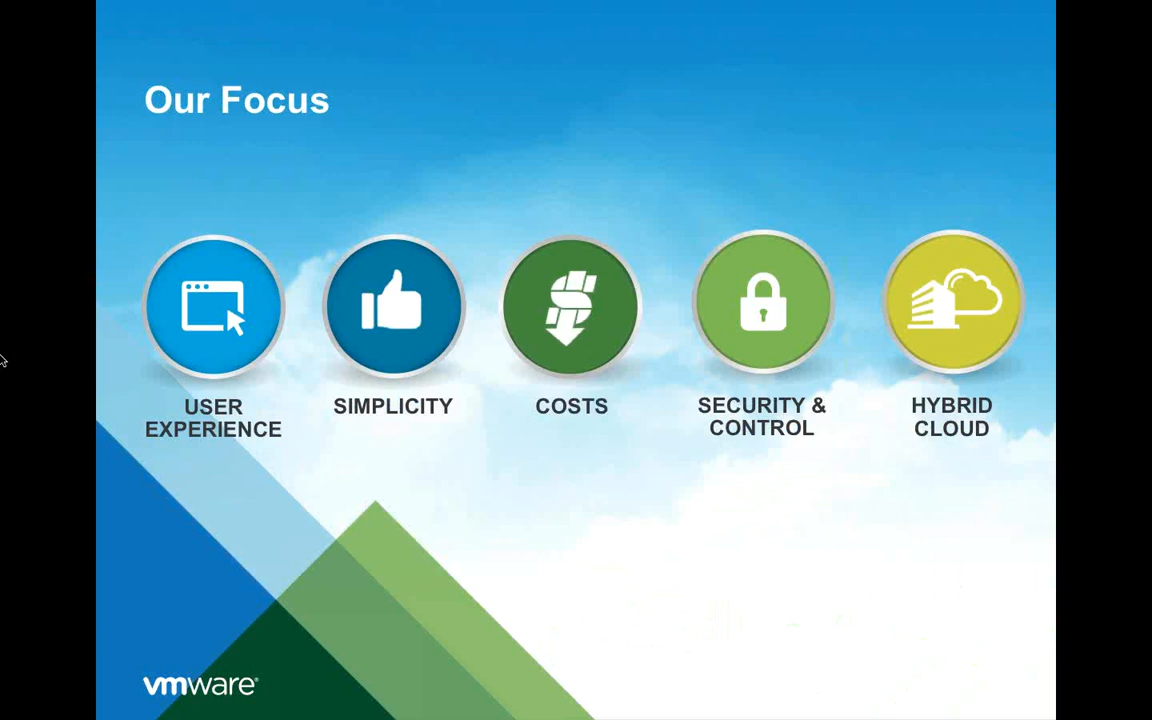 Our Focus
USER
EXPERIENCE
SIMPLICITY
COSTS
SECURITY &
CONTROL
HYBRID
CLOUD
vmware®